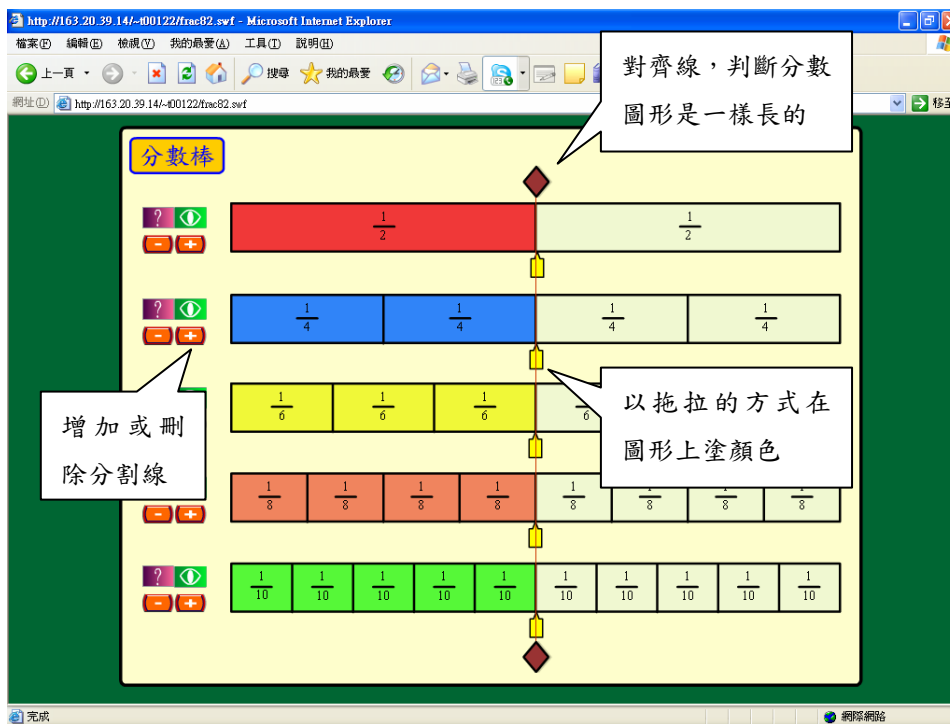 http://163.20.39.14/~t00122/frac82.swf - Microsoft Internet Explorer
檔案(F) 編輯(E) 檢視(V) 我的最愛(A) 工具(T) 說明(H)
上一頁 搜尋 我的最愛
網址(D) http://163.20.39.14/~t00122/frac82.swf 移至
對齊線，判斷分數
圖形是一樣長的
分數棒
? 1/2 1/2
- +
? 1/4 1/4 1/4 1/4
- +
增加或刪
除分割線
1/6 1/6 1/6 6
以拖拉的方式在
圖形上塗顏色
1/8 1/8 1/8 1/8 1/8 1/8 1/8 8
- +
? 1/10 1/10 1/10 1/10 1/10 1/10 1/10 1/10 1/10 1/10
- +
完成 網際網路